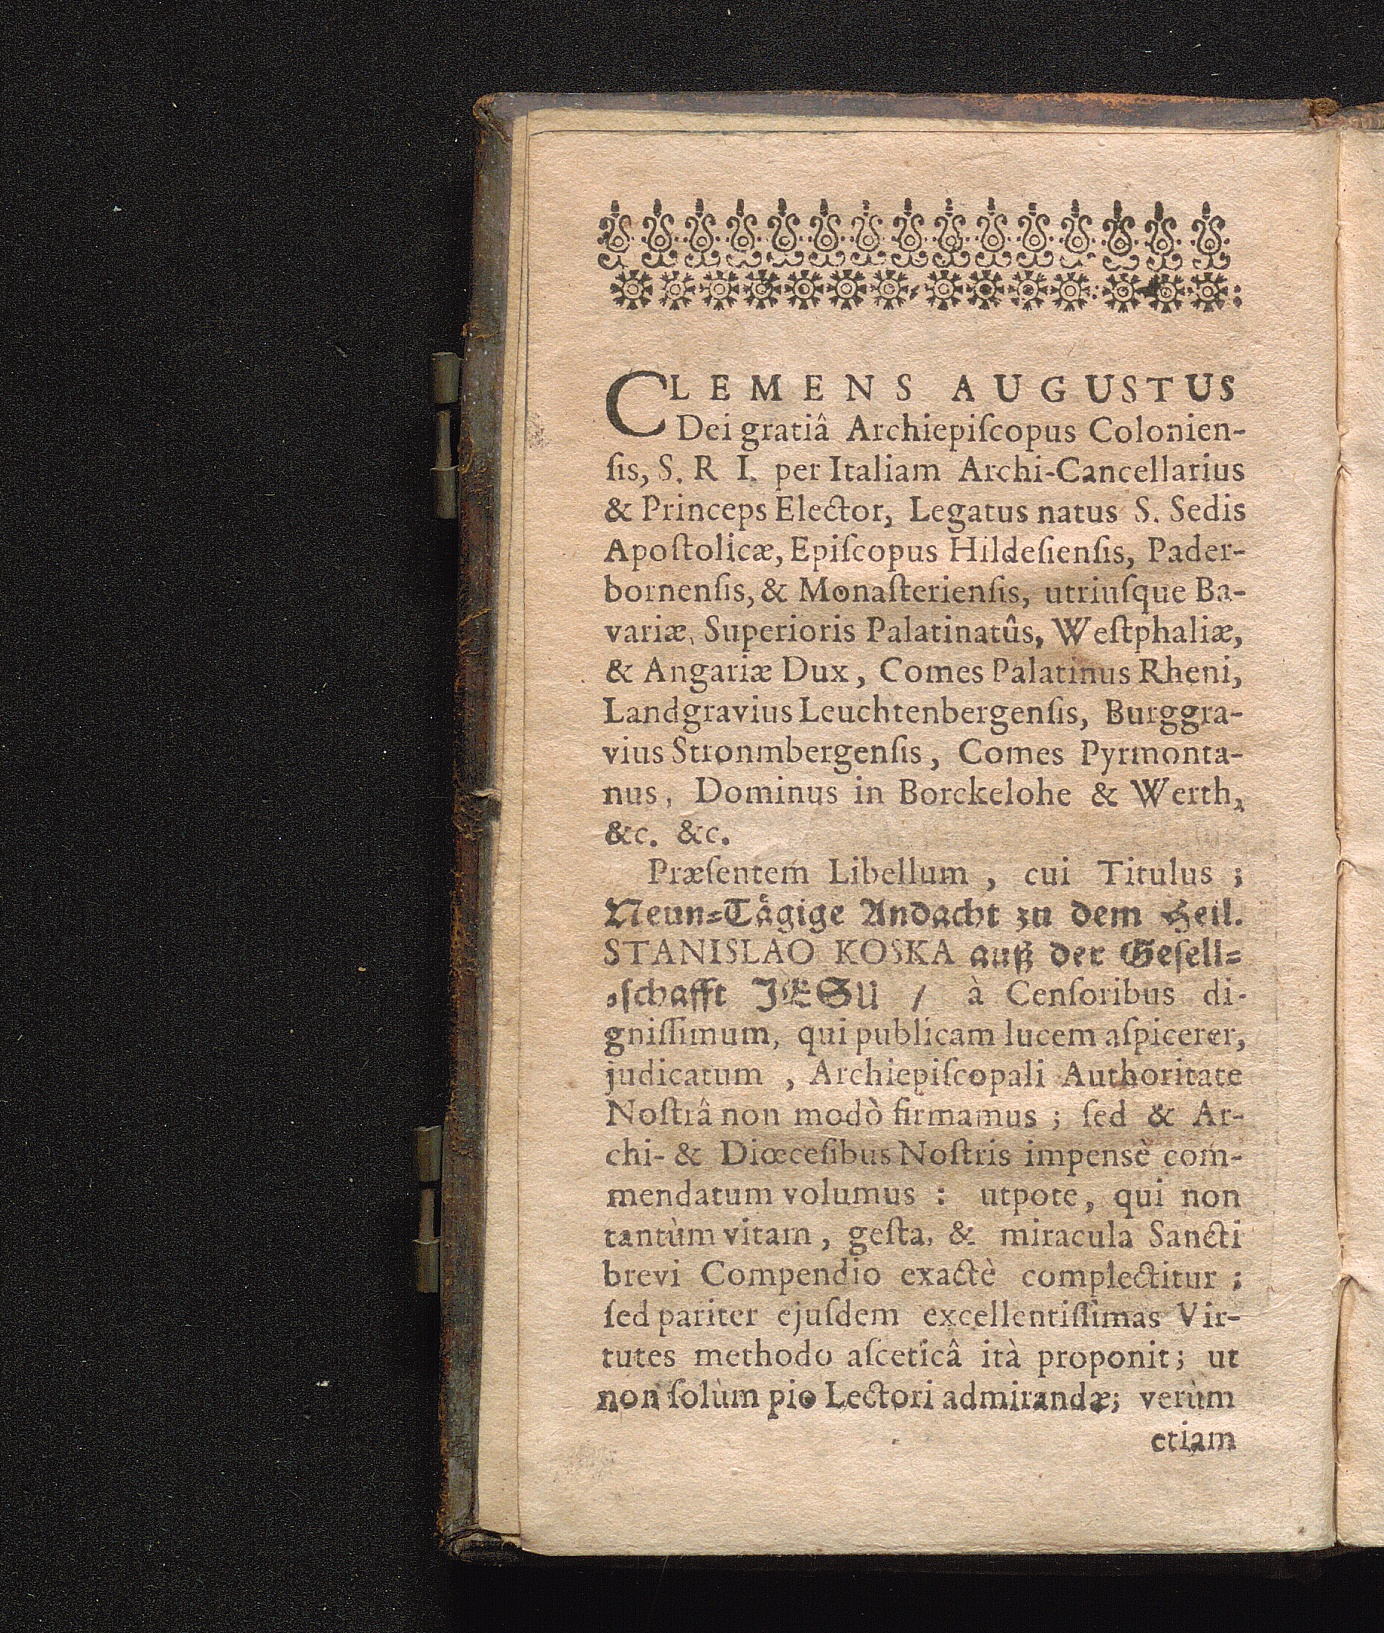 CLEMENS AUGUSTUS
Dei gratiâ Archiepiſcopus Colonien-
ſis, S. R I. per Italiam Archi-Cancellarius
& Princeps Elector, Legatus natus S. Sedis
Apoſtolicæ, Epiſcopus Hildeſienſis, Pader-
bornenſis, & Monaſterienſis, utriuſque Ba-
variæ, Superioris Palatinatûs, Weſtphaliæ,
& Angariæ Dux, Comes Palatinus Rheni,
Landgravius Leuchtenbergenſis, Burggra-
vius Stronmbergenſis, Comes Pyrmonta-
nus, Dominus in Borckelohe & Werth,
&c. &c.
Præſentem Libellum, cui Titulus;
Neun-Tägige Andacht zu dem Heil.
STANISLAO KOSKA auß der Geſell-
ſchafft JESU / à Cenſoribus di-
gniſſimum, qui publicam lucem aſpicerer,
judicatum, Archiepiſcopali Authoritate
Noſtrâ non modò firmamus; ſed & Ar-
chi- & Diœceſibus Noſtris impensè com-
mendatum volumus: utpote, qui non
tantùm vitam, geſta, & miracula Sancti
brevi Compendio exactè complectitur;
ſed pariter ejuſdem excellentiſſimas Vir-
tutes methodo aſceticâ ità proponit; ut
non ſolùm pio Lectori admirandæ; verùm
etiam